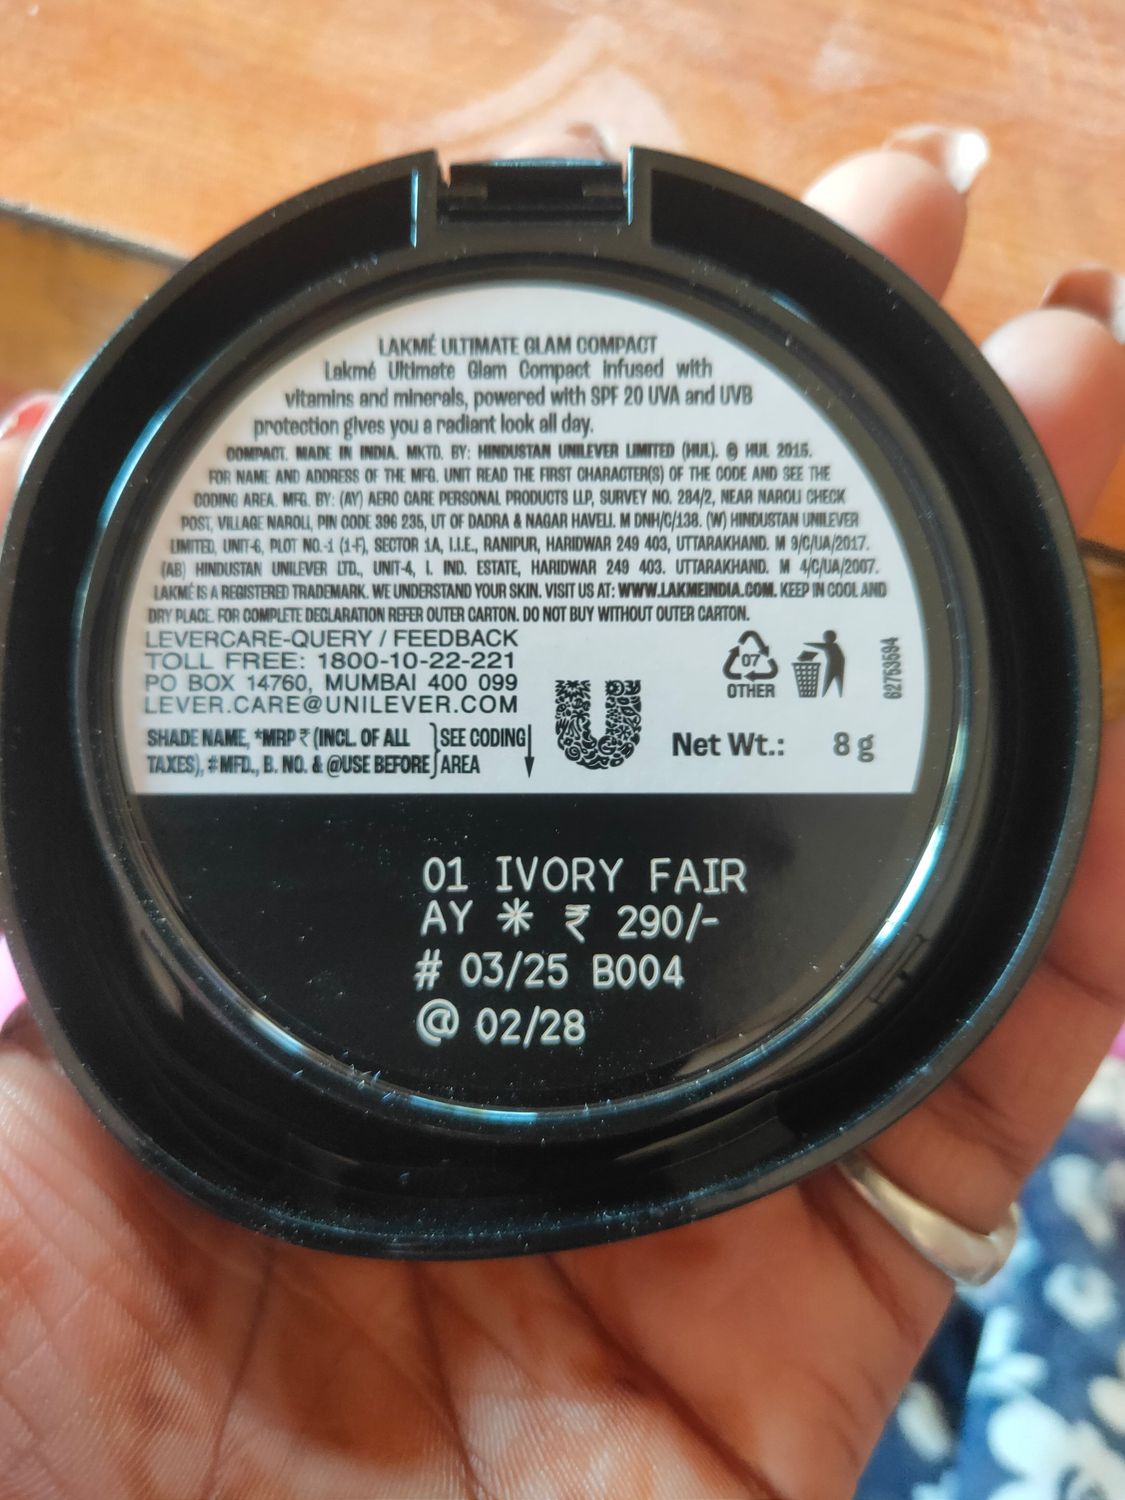 LAKMÉ ULTIMATE GLAM COMPACT
Lakmé Ultimate Glam Compact infused with
vitamins and minerals, powered with SPF 20 UVA and UVB
protection gives you a radiant look all day.
COMPACT. MADE IN INDIA. MKTD. BY: HINDUSTAN UNILEVER LIMITED (HUL). © HUL 2015.
FOR NAME AND ADDRESS OF THE MFG. UNIT READ THE FIRST CHARACTER(S) OF THE CODE AND SEE THE
CODING AREA. MFG. BY: (AY) AERO CARE PERSONAL PRODUCTS LLP, SURVEY NO. 284/2, NEAR NAROLI CHECK
POST, VILLAGE NAROLI, PIN CODE 396 235, UT OF DADRA & NAGAR HAVELI. M DNH/C/138. (W) HINDUSTAN UNILEVER
LIMITED, UNIT-6, PLOT NO.-1 (1-F), SECTOR 1A, I.I.E., RANIPUR, HARIDWAR 249 403, UTTARAKHAND. M 9/C/UA/2017.
(AB) HINDUSTAN UNILEVER LTD., UNIT-4, I. IND. ESTATE, HARIDWAR 249 403. UTTARAKHAND. M 4/C/UA/2007.
LAKMÉ IS A REGISTERED TRADEMARK. WE UNDERSTAND YOUR SKIN. VISIT US AT: WWW.LAKMEINDIA.COM. KEEP IN COOL AND
DRY PLACE. FOR COMPLETE DECLARATION REFER OUTER CARTON. DO NOT BUY WITHOUT OUTER CARTON.
LEVERCARE-QUERY / FEEDBACK
TOLL FREE: 1800-10-22-221
PO BOX 14760, MUMBAI 400 099
LEVER.CARE@UNILEVER.COM
07
OTHER
62753594
SHADE NAME, *MRP ₹ (INCL. OF ALL
TAXES), #MFD., B. NO. & @USE BEFORE
SEE CODING
AREA
Net Wt.: 8 g
01 IVORY FAIR
AY * ₹ 290/-
# 03/25 B004
@ 02/28